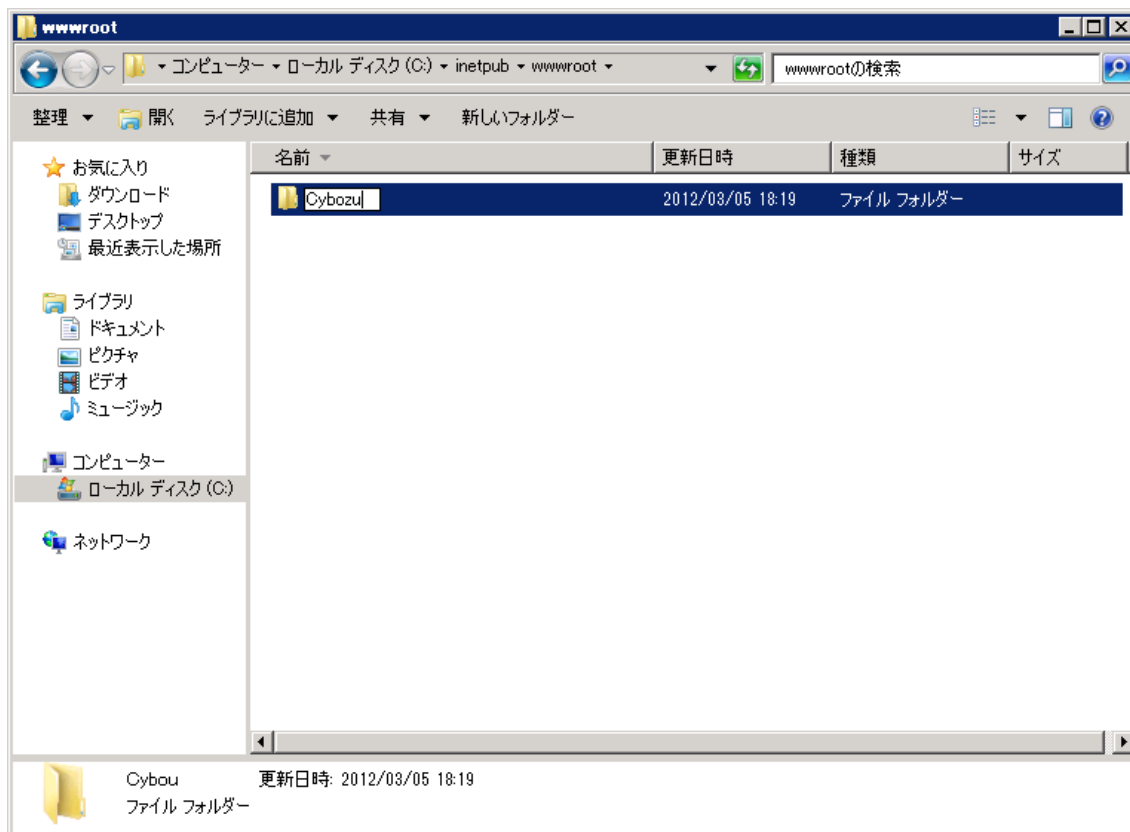 wwwroot
コンピューター ローカル ディスク (C:) inetpub wwwroot wwwrootの検索
整理 開く ライブラリに追加 共有 新しいフォルダー
名前 更新日時 種類 サイズ
Cybozu 2012/03/05 18:19 ファイル フォルダー
お気に入り
ダウンロード
デスクトップ
最近表示した場所
ライブラリ
ドキュメント
ピクチャ
ビデオ
ミュージック
コンピューター
ローカル ディスク (C:)
ネットワーク
Cybou 更新日時: 2012/03/05 18:19
ファイル フォルダー